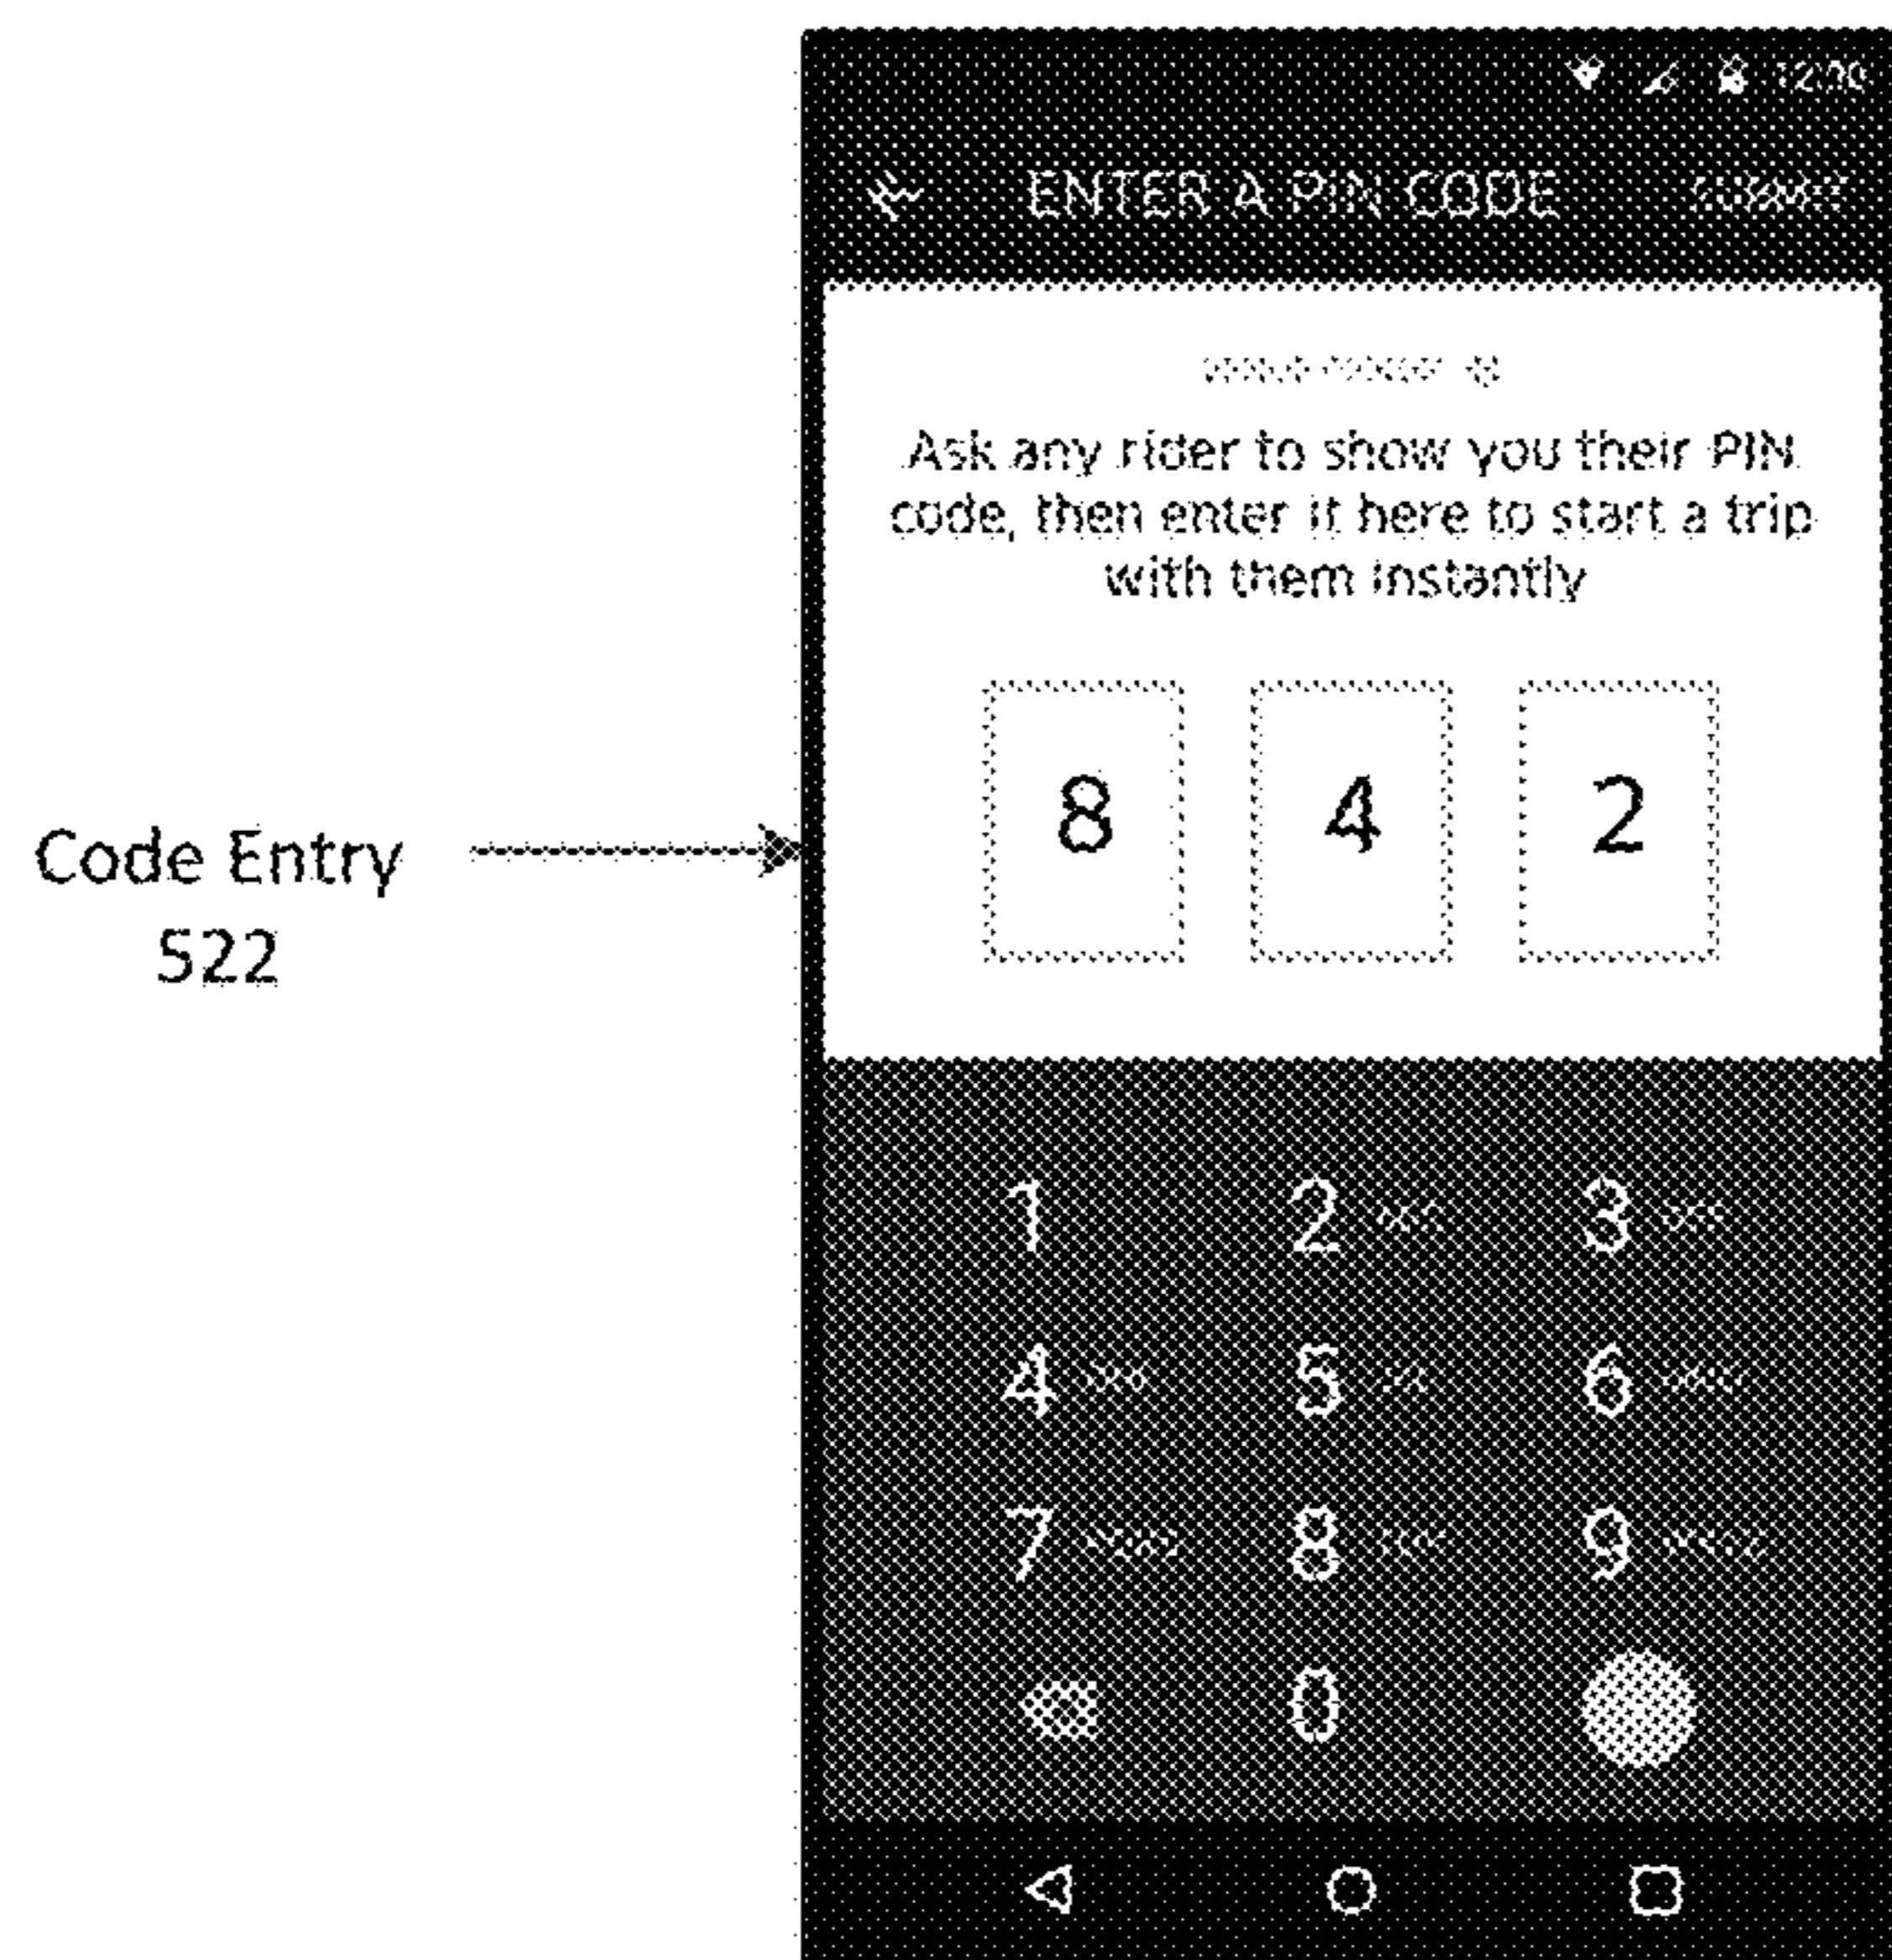 12:00
ENTER A PIN CODE
Ask any rider to show you their PIN
code, then enter it here to start a trip
with them instantly
8 4 2
Code Entry
522
1 2 3
4 5 6
7 8 9
0